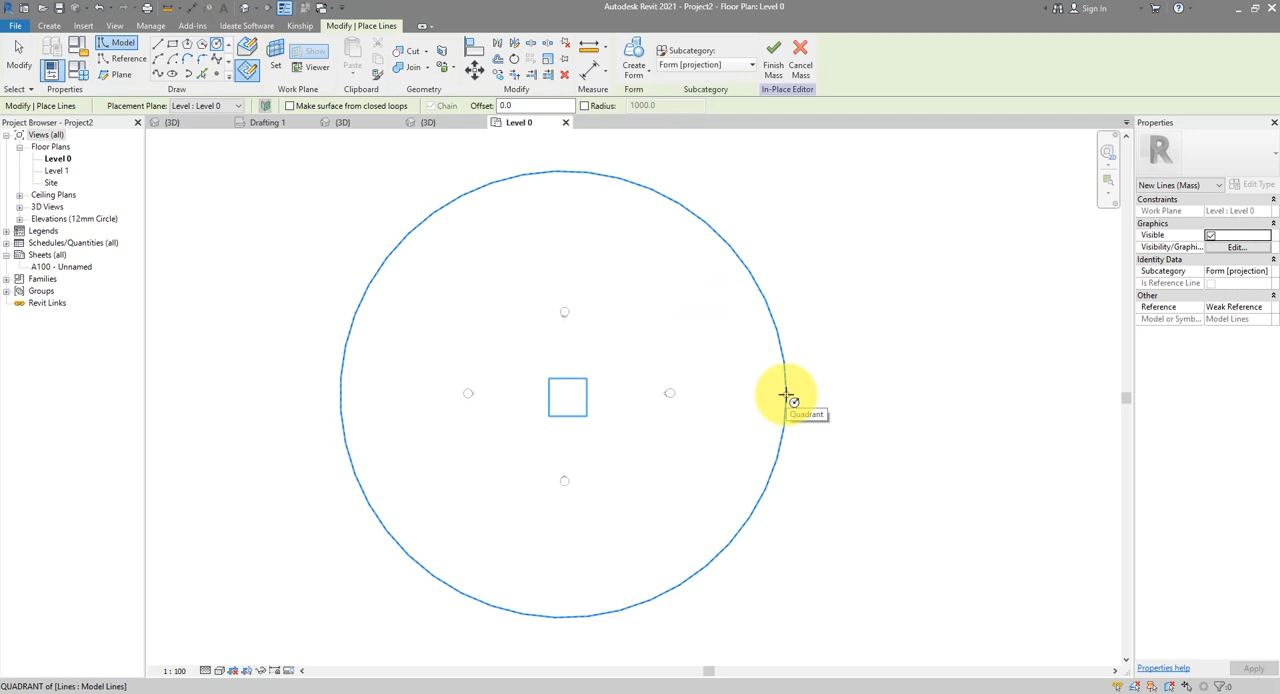 Autodesk Revit 2021 - Project2 - Floor Plan: Level 0
Sign In
File Create Insert View Manage Add-Ins Ideate Software Kinship Modify | Place Lines
Model
Reference
Plane
Modify
Set
Show
Viewer
Paste
Cut
Join
Create
Form
Subcategory:
Form [projection]
Finish
Mass
Cancel
Mass
Select Properties Draw Work Plane Clipboard Geometry Modify Measure Form Subcategory In-Place Editor
Modify | Place Lines Placement Plane: Level : Level 0 Make surface from closed loops Chain Offset: 0.0 Radius: 1000.0
Project Browser - Project2
{3D} Drafting 1 {3D} {3D} Level 0
Views (all)
Floor Plans
Level 0
Level 1
Site
Ceiling Plans
3D Views
Elevations (12mm Circle)
Legends
Schedules/Quantities (all)
Sheets (all)
A100 - Unnamed
Families
Groups
Revit Links
Quadrant
Properties
R
New Lines (Mass) Edit Type
Constraints
Work Plane Level : Level 0
Graphics
Visible
Visibility/Graphi... Edit...
Identity Data
Subcategory Form [projection]
Is Reference Line
Other
Reference Weak Reference
Model or Symb... Model Lines
Properties help Apply
1 : 100
QUADRANT of [Lines : Model Lines]
:0